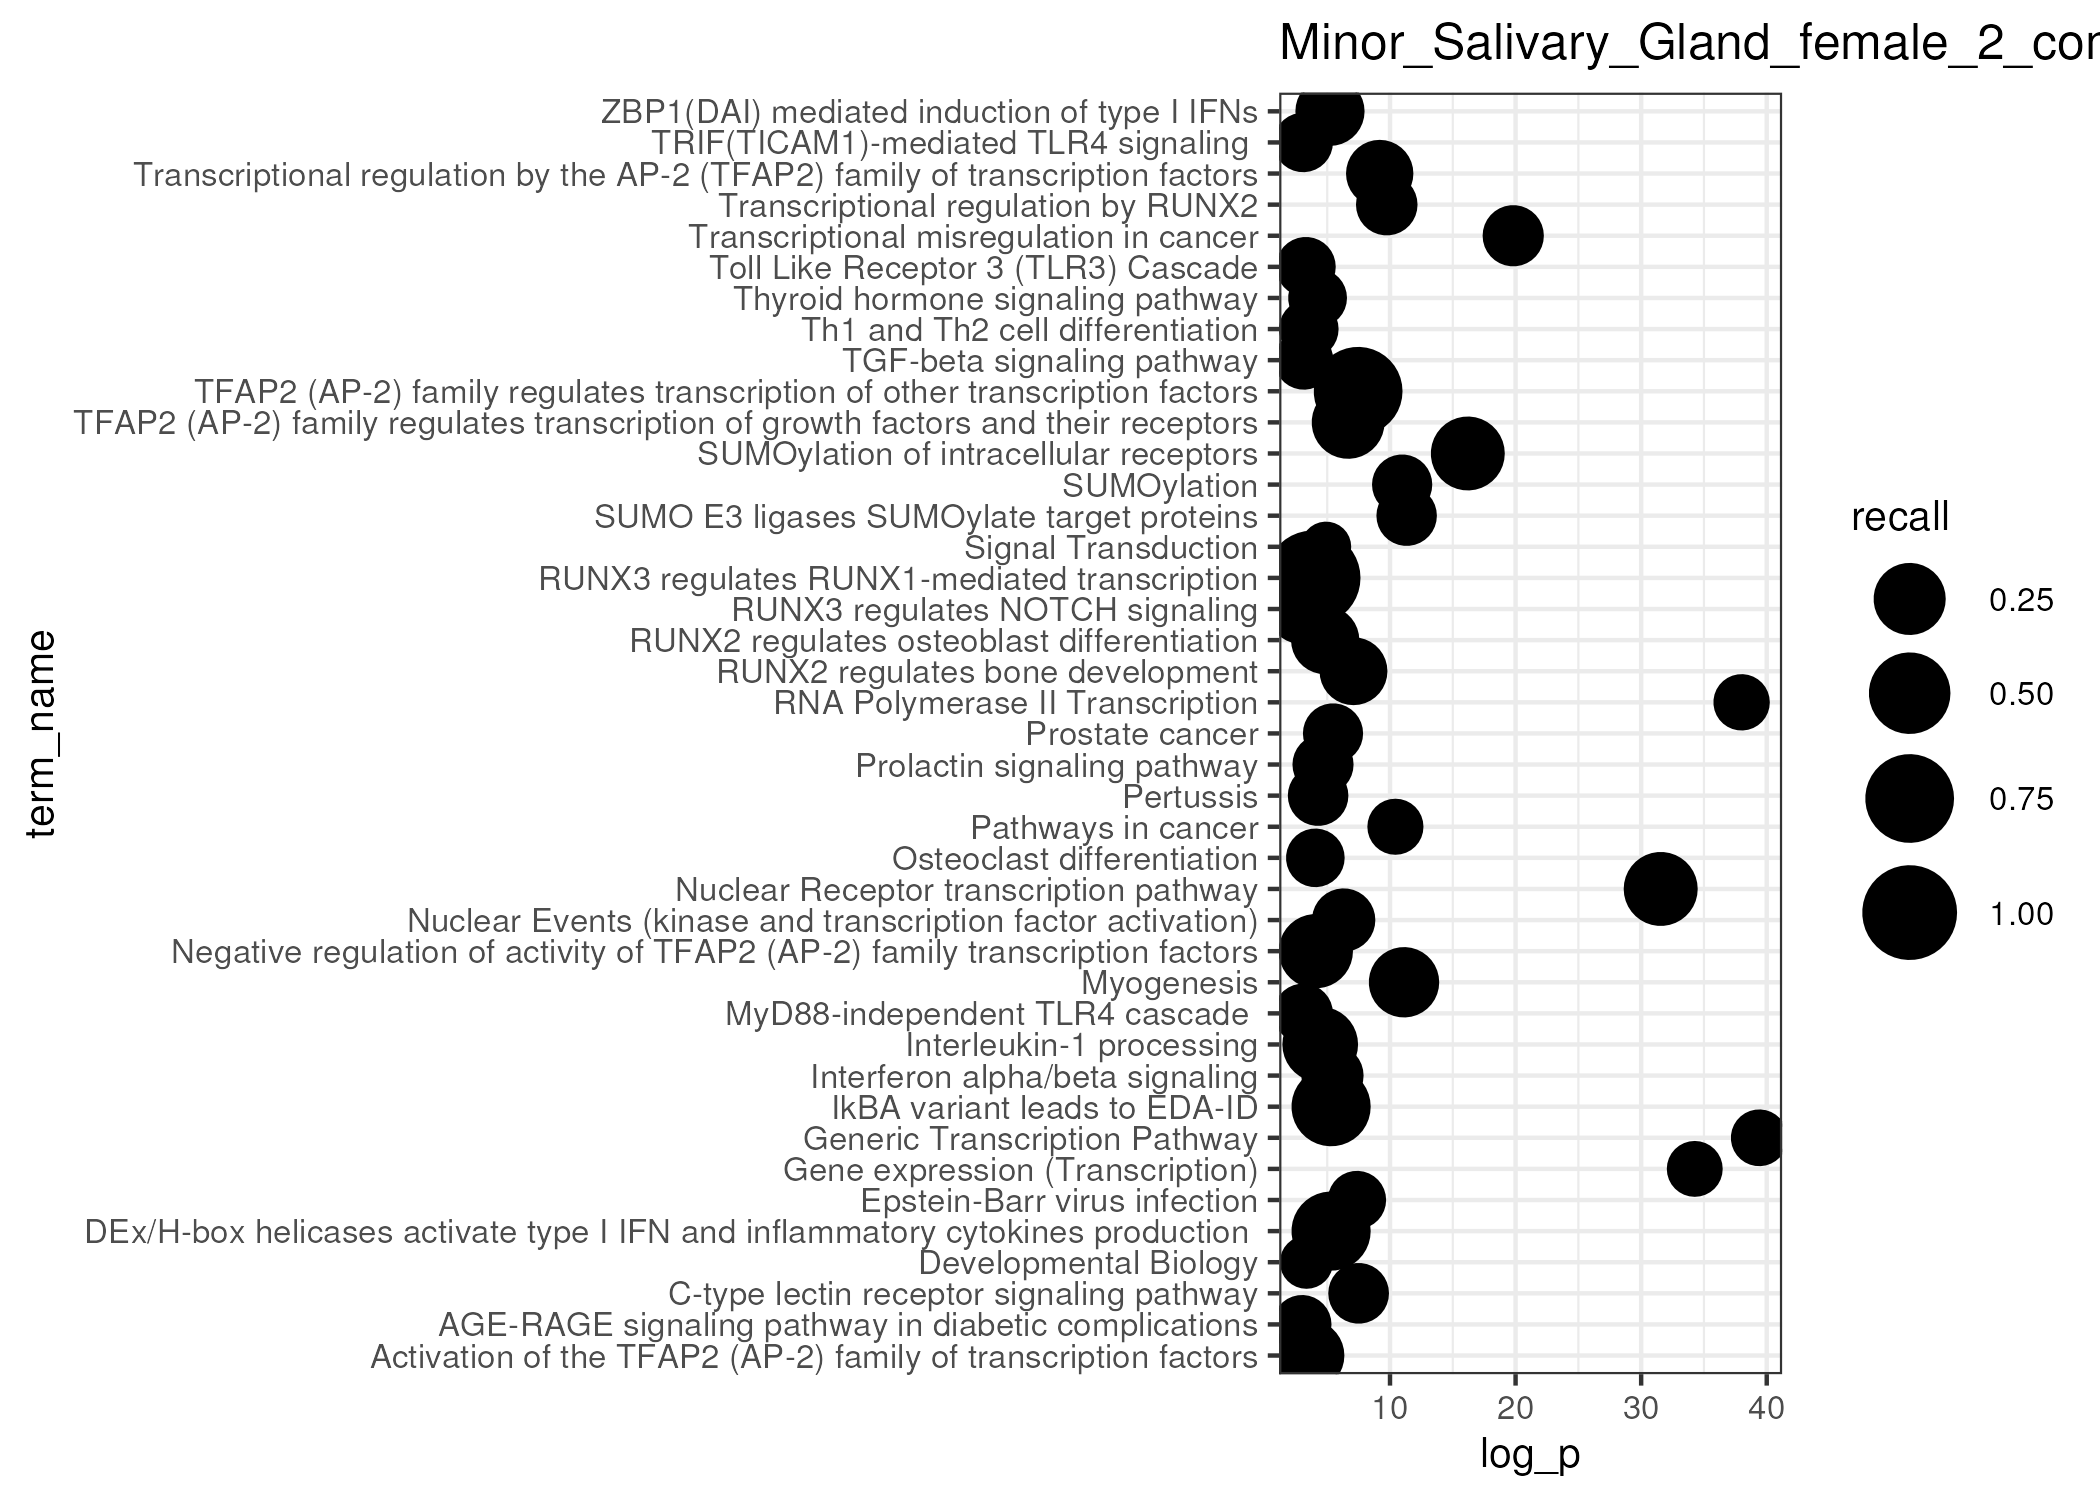 Minor_Salivary_Gland_female_2_cor
ZBP1(DAI) mediated induction of type I IFNs
TRIF(TICAM1)-mediated TLR4 signaling
Transcriptional regulation by the AP-2 (TFAP2) family of transcription factors
Transcriptional regulation by RUNX2
Transcriptional misregulation in cancer
Toll Like Receptor 3 (TLR3) Cascade
Thyroid hormone signaling pathway
Th1 and Th2 cell differentiation
TGF-beta signaling pathway
TFAP2 (AP-2) family regulates transcription of other transcription factors
TFAP2 (AP-2) family regulates transcription of growth factors and their receptors
SUMOylation of intracellular receptors
SUMOylation
SUMO E3 ligases SUMOylate target proteins
Signal Transduction
RUNX3 regulates RUNX1-mediated transcription
RUNX3 regulates NOTCH signaling
RUNX2 regulates osteoblast differentiation
RUNX2 regulates bone development
RNA Polymerase II Transcription
Prostate cancer
Prolactin signaling pathway
Pertussis
Pathways in cancer
Osteoclast differentiation
Nuclear Receptor transcription pathway
Nuclear Events (kinase and transcription factor activation)
Negative regulation of activity of TFAP2 (AP-2) family transcription factors
Myogenesis
MyD88-independent TLR4 cascade
Interleukin-1 processing
Interferon alpha/beta signaling
IkBA variant leads to EDA-ID
Generic Transcription Pathway
Gene expression (Transcription)
Epstein-Barr virus infection
DEx/H-box helicases activate type I IFN and inflammatory cytokines production
Developmental Biology
C-type lectin receptor signaling pathway
AGE-RAGE signaling pathway in diabetic complications
Activation of the TFAP2 (AP-2) family of transcription factors
term_name
10 20 30 40
log_p
recall
0.25
0.50
0.75
1.00